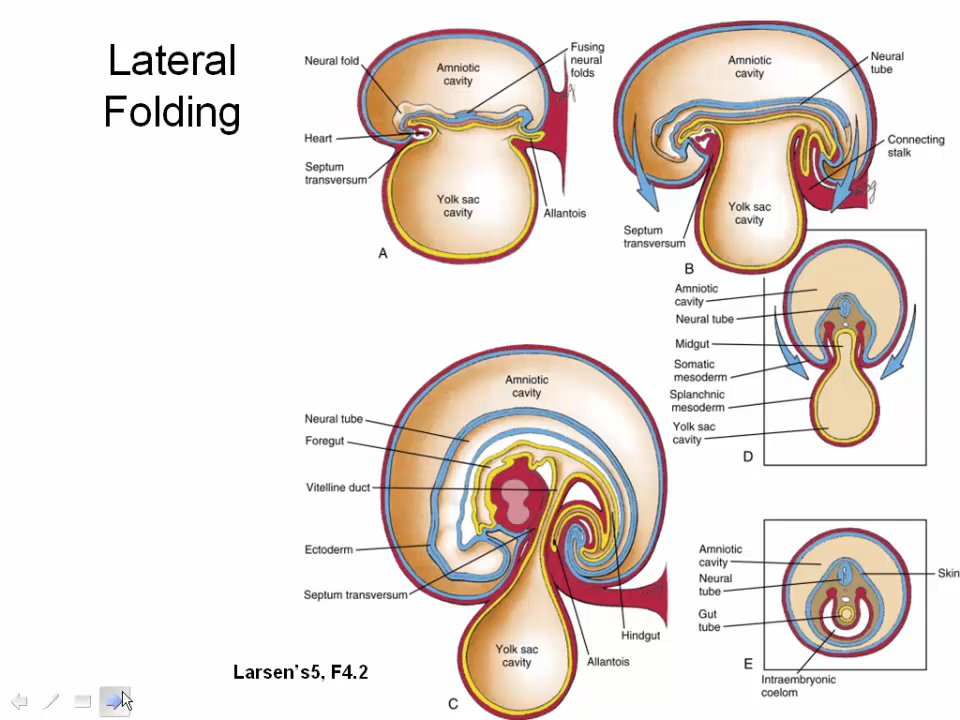 Lateral
Folding
Neural fold
Amniotic
cavity
Fusing
neural
folds
Heart
Septum
transversum
Yolk sac
cavity
Allantois
A
Amniotic
cavity
Neural
tube
Connecting
stalk
Yolk sac
cavity
Septum
transversum
B
Amniotic
cavity
Neural tube
Midgut
Somatic
mesoderm
Splanchnic
mesoderm
Yolk sac
cavity
D
Amniotic
cavity
Neural tube
Foregut
Vitelline duct
Ectoderm
Septum transversum
Hindgut
Allantois
Yolk sac
cavity
C
Amniotic
cavity
Neural
tube
Skin
Gut
tube
E
Intraembryonic
coelom
Larsen's5, F4.2